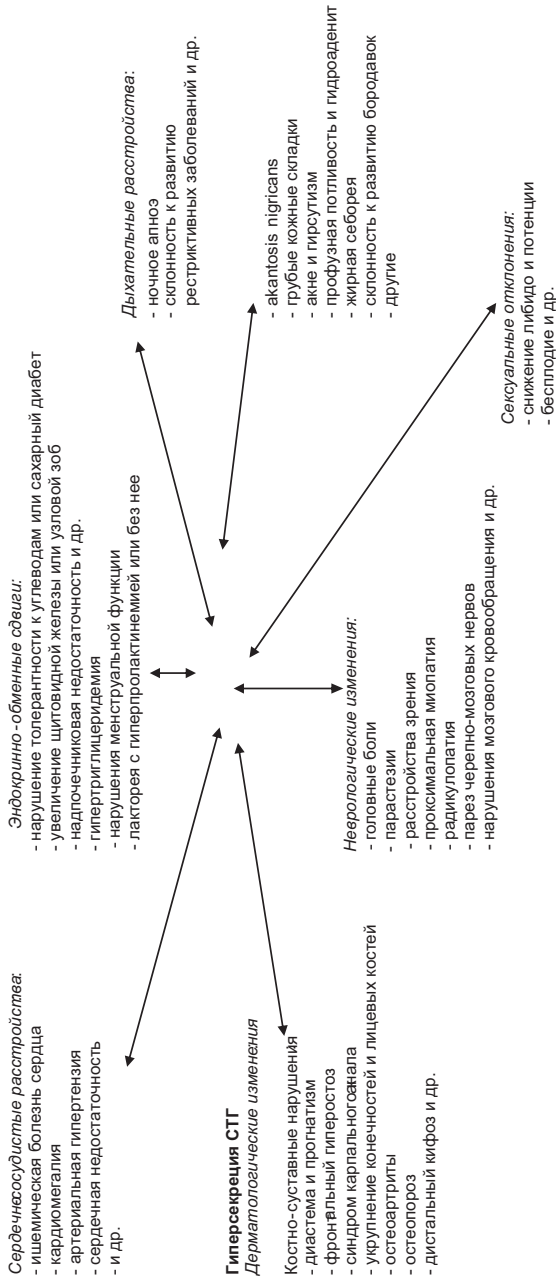 Сердечнососудистые расстройства:
- ишемическая болезнь сердца
- кардиомегалия
- артериальная гипертензия
- сердечная недостаточность
- и др.
Эндокринно-обменные сдвиги:
- нарушение толерантности к углеводам или сахарный диабет
- увеличение щитовидной железы или узловой зоб
- надпочечниковая недостаточность и др.
- гипертриглицеридемия
- нарушения менструальной функции
- лакторея с гиперпролактинемией или без нее
Дыхательные расстройства:
- ночное апноэ
- склонность к развитию
рестриктивных заболеваний и др.
Гиперсекреция СТГ
Дерматологические изменения
- akantosis nigricans
- грубые кожные складки
- акне и гирсутизм
- профузная потливость и гидроаденит
- жирная себорея
- склонность к развитию бородавок
- другие
Костно-суставные нарушения
- диастема и прогнатизм
- фронтальный гиперостоз
- синдром карпального канала
- укрупнение конечностей и лицевых костей
- остеоартриты
- остеопороз
- дистальный кифоз и др.
Неврологические изменения:
- головные боли
- парастезии
- расстройства зрения
- проксимальная миопатия
- радикулопатия
- парез черепно-мозговых нервов
- нарушения мозгового кровообращения и др.
Сексуальные отклонения:
- снижение либидо и потенции
- бесплодие и др.